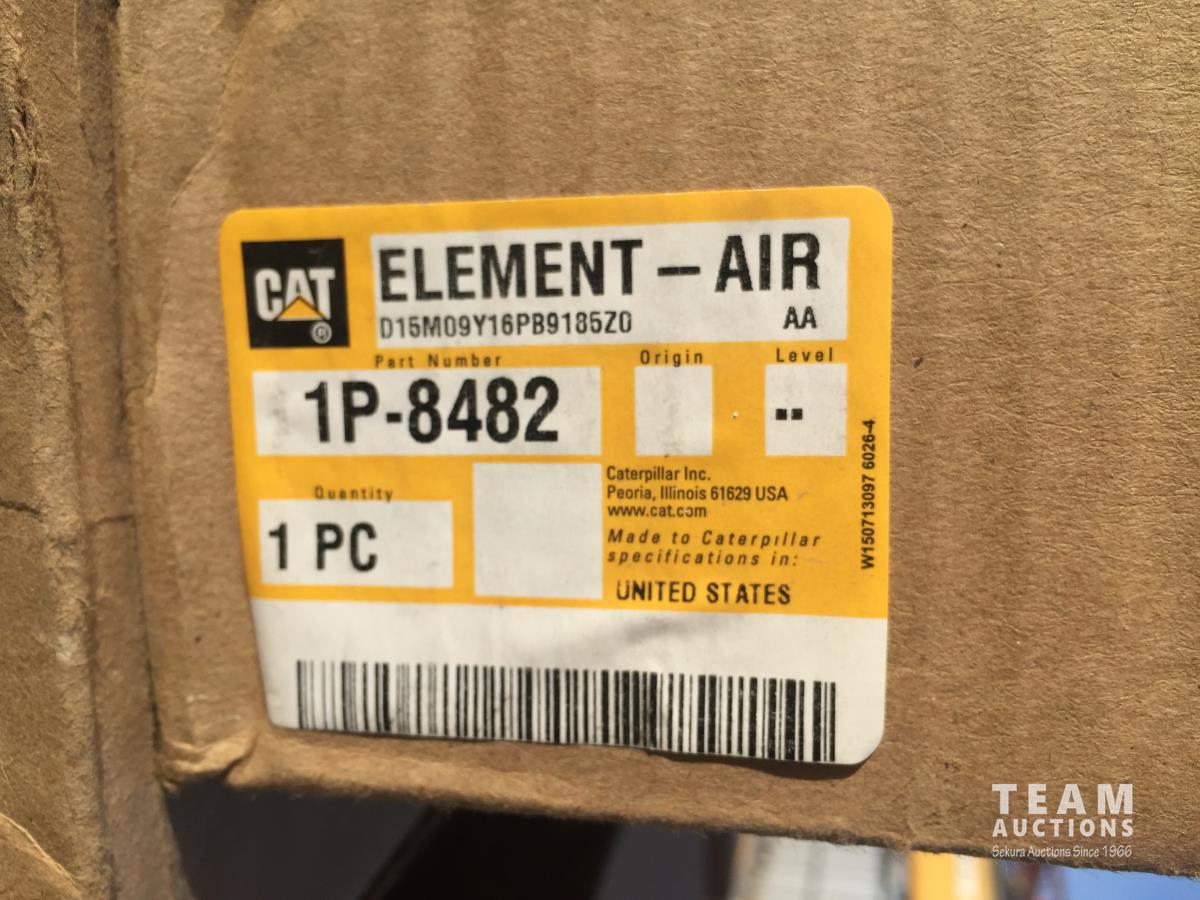 CAT®
ELEMENT - AIR
D15M09Y16PB9185Z0 AA
Part Number Origin Level
1P-8482 --
Quantity
1 PC
Caterpillar Inc.
Peoria, Illinois 61629 USA
www.cat.com
Made to Caterpillar
specifications in:
UNITED STATES
W150713097 6026-4
TEAM
AUCTIONS
Sekura Auctions Since 1966